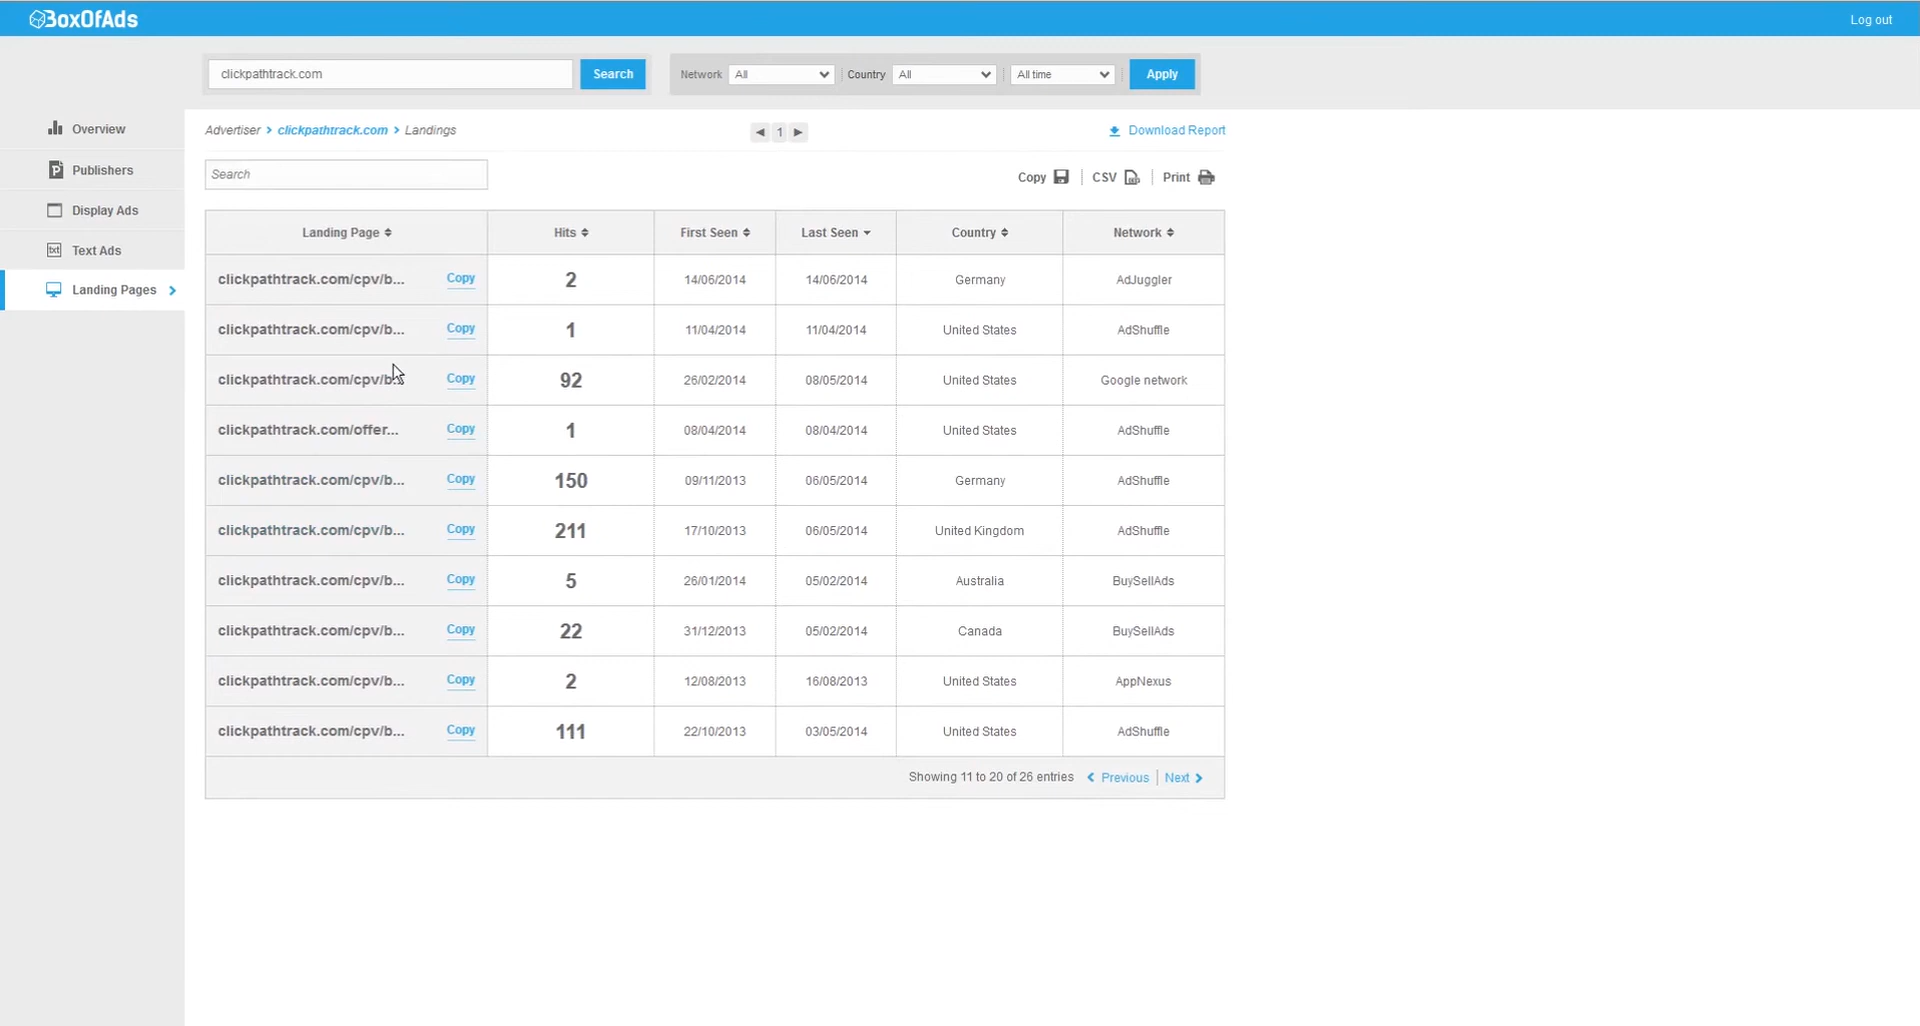 BoxOfAds Log out
clickpathtrack.com Search Network All Country All All time Apply
Overview
Publishers
Display Ads
Text Ads
Landing Pages
Advertiser > clickpathtrack.com > Landings 1 Download Report
Search Copy CSV Print
Landing Page Hits First Seen Last Seen Country Network
clickpathtrack.com/cpv/b... Copy 2 14/06/2014 14/06/2014 Germany AdJuggler
clickpathtrack.com/cpv/b... Copy 1 11/04/2014 11/04/2014 United States AdShuffle
clickpathtrack.com/cpv/b... Copy 92 26/02/2014 08/05/2014 United States Google network
clickpathtrack.com/offer... Copy 1 08/04/2014 08/04/2014 United States AdShuffle
clickpathtrack.com/cpv/b... Copy 150 09/11/2013 06/05/2014 Germany AdShuffle
clickpathtrack.com/cpv/b... Copy 211 17/10/2013 06/05/2014 United Kingdom AdShuffle
clickpathtrack.com/cpv/b... Copy 5 26/01/2014 05/02/2014 Australia BuySellAds
clickpathtrack.com/cpv/b... Copy 22 31/12/2013 05/02/2014 Canada BuySellAds
clickpathtrack.com/cpv/b... Copy 2 12/08/2013 16/08/2013 United States AppNexus
clickpathtrack.com/cpv/b... Copy 111 22/10/2013 03/05/2014 United States AdShuffle
Showing 11 to 20 of 26 entries Previous Next